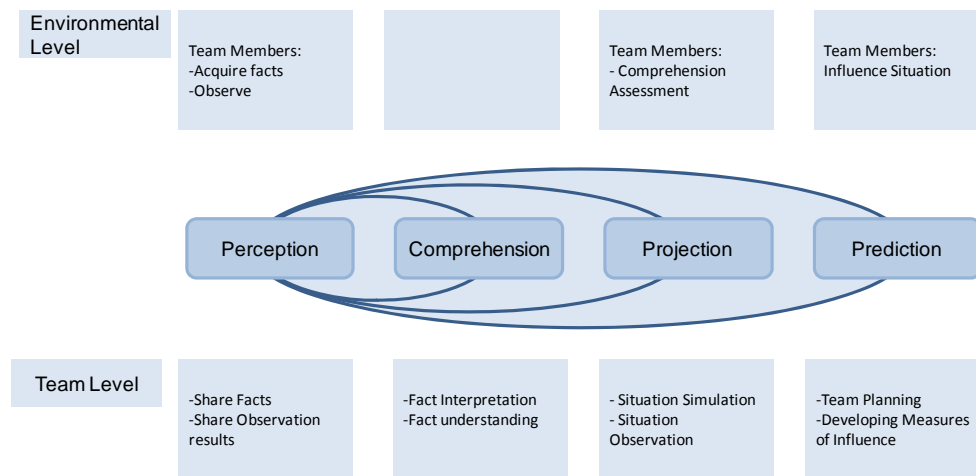 Environmental
Level
Team Members:
-Acquire facts
-Observe
Team Members:
- Comprehension
Assessment
Team Members:
Influence Situation
Perception
Comprehension
Projection
Prediction
Team Level
-Share Facts
-Share Observation
results
-Fact Interpretation
-Fact understanding
- Situation Simulation
- Situation
Observation
-Team Planning
-Developing Measures
of Influence